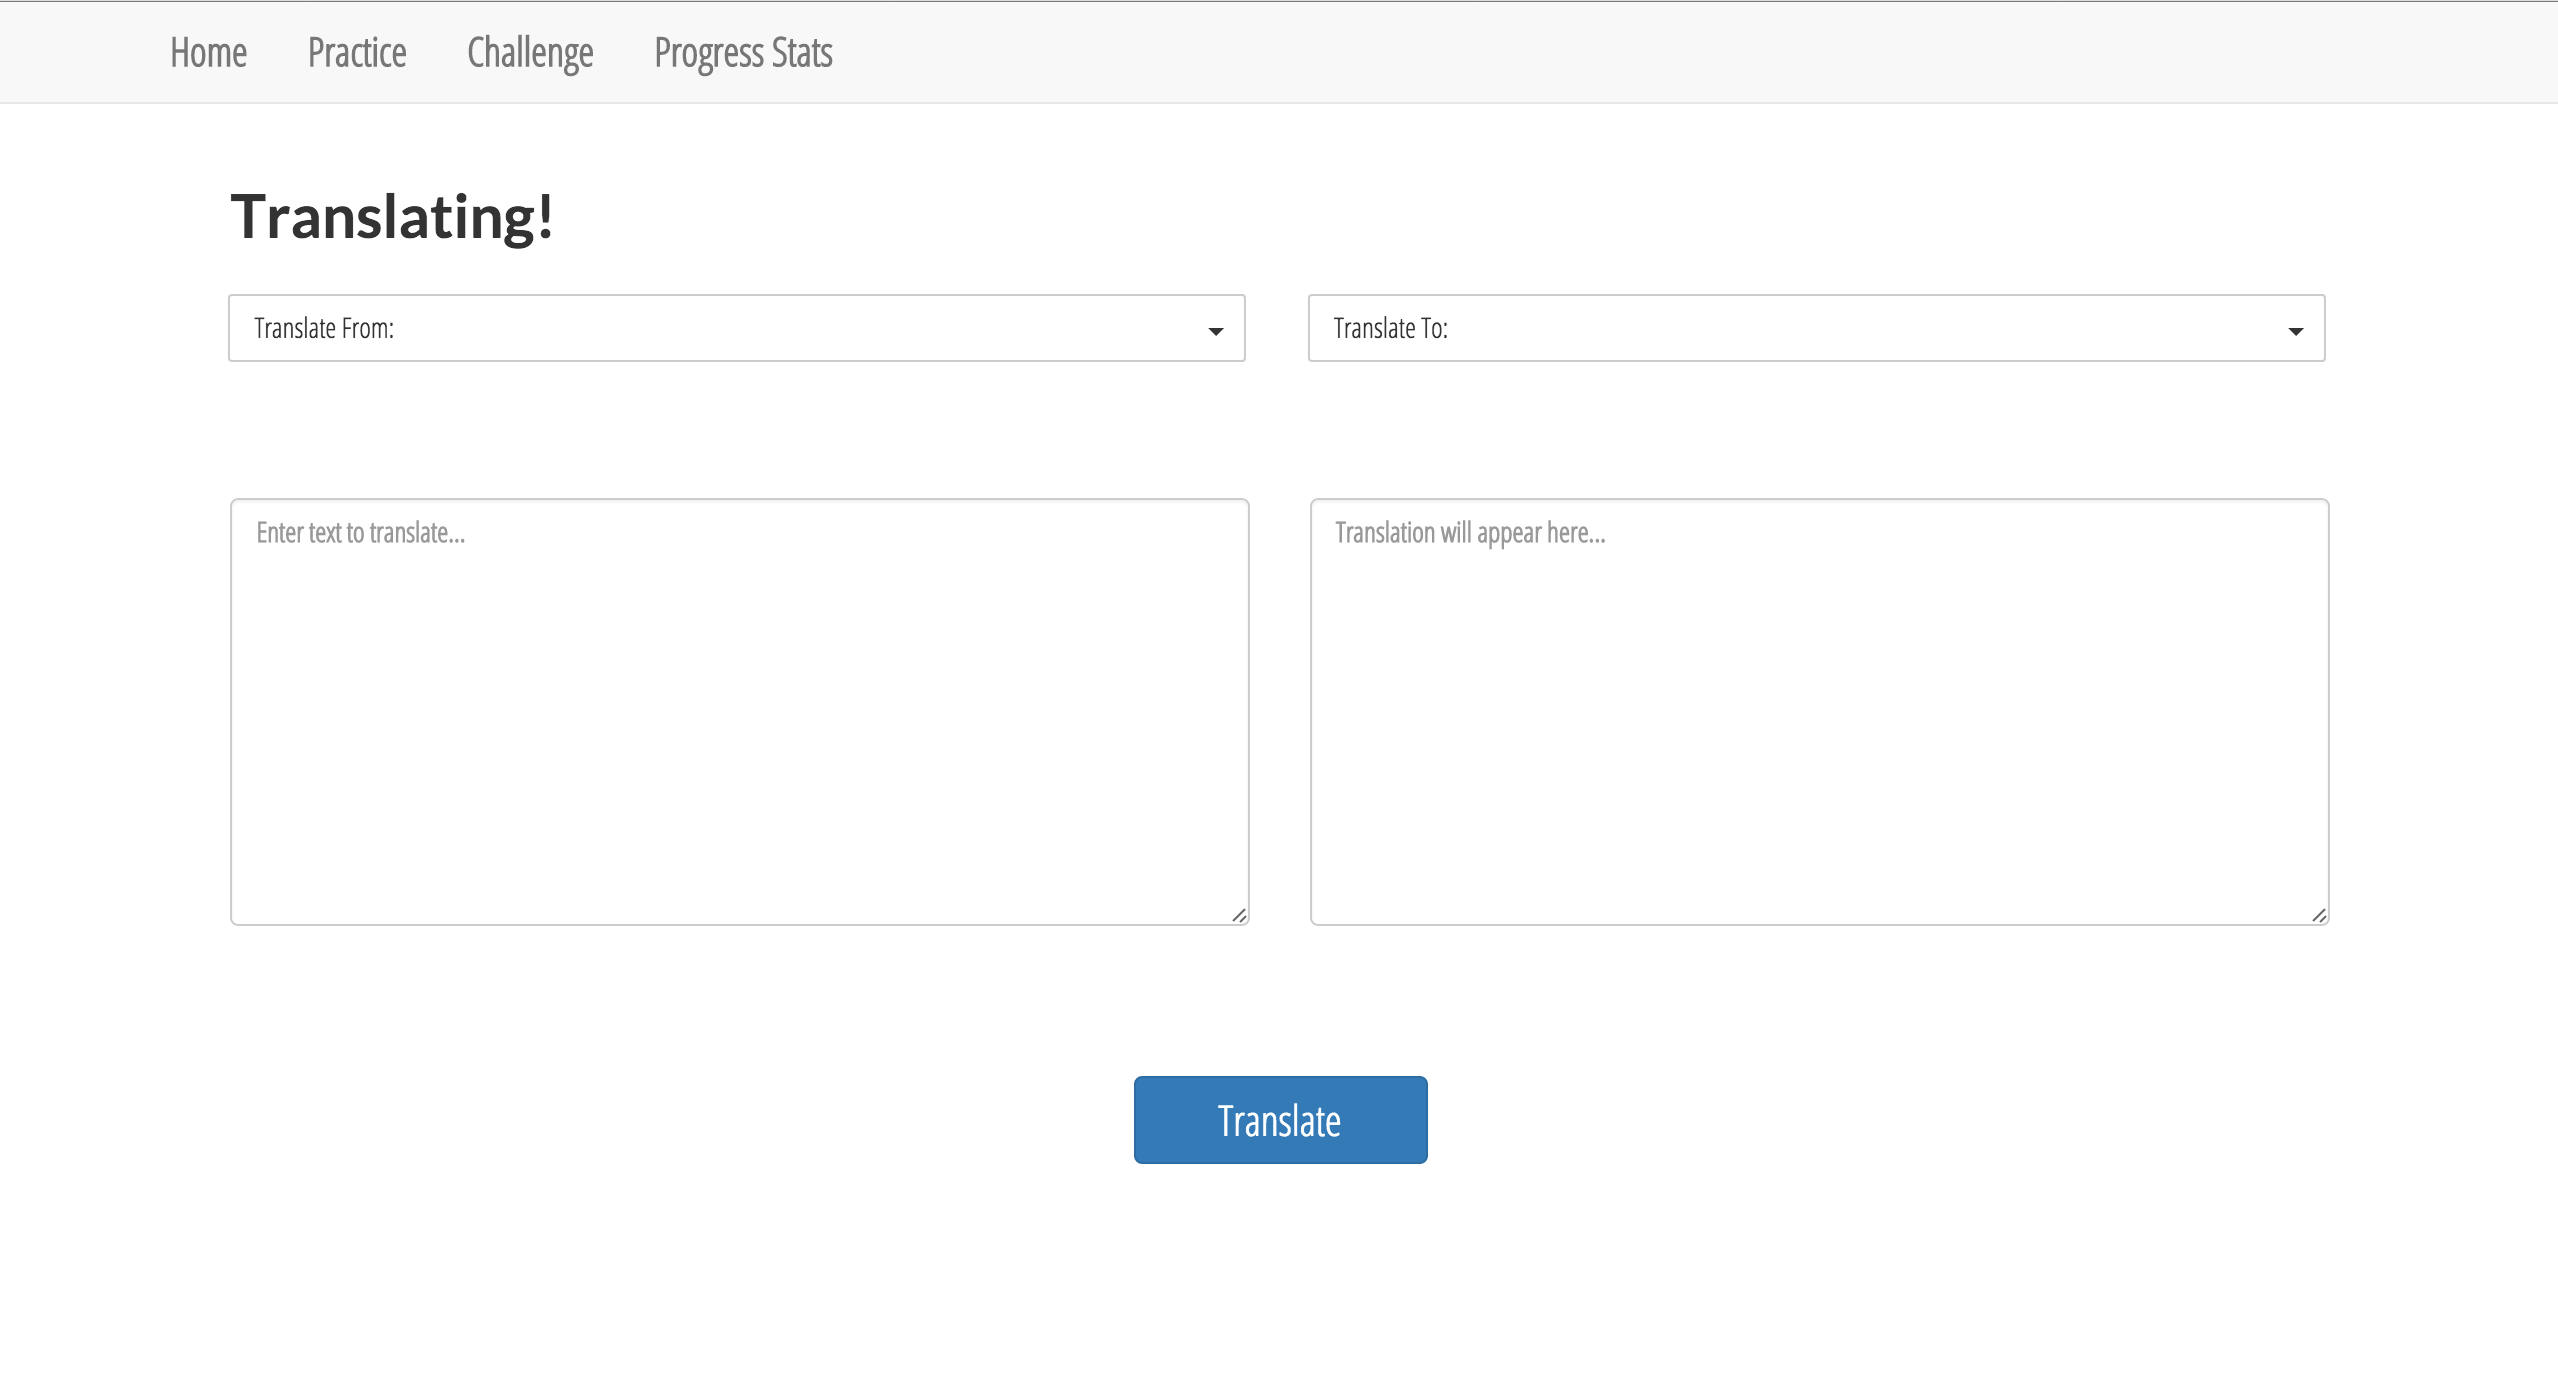 Home Practice Challenge Progress Stats
Translating!
Translate From: Translate To:
Enter text to translate... Translation will appear here...
Translate